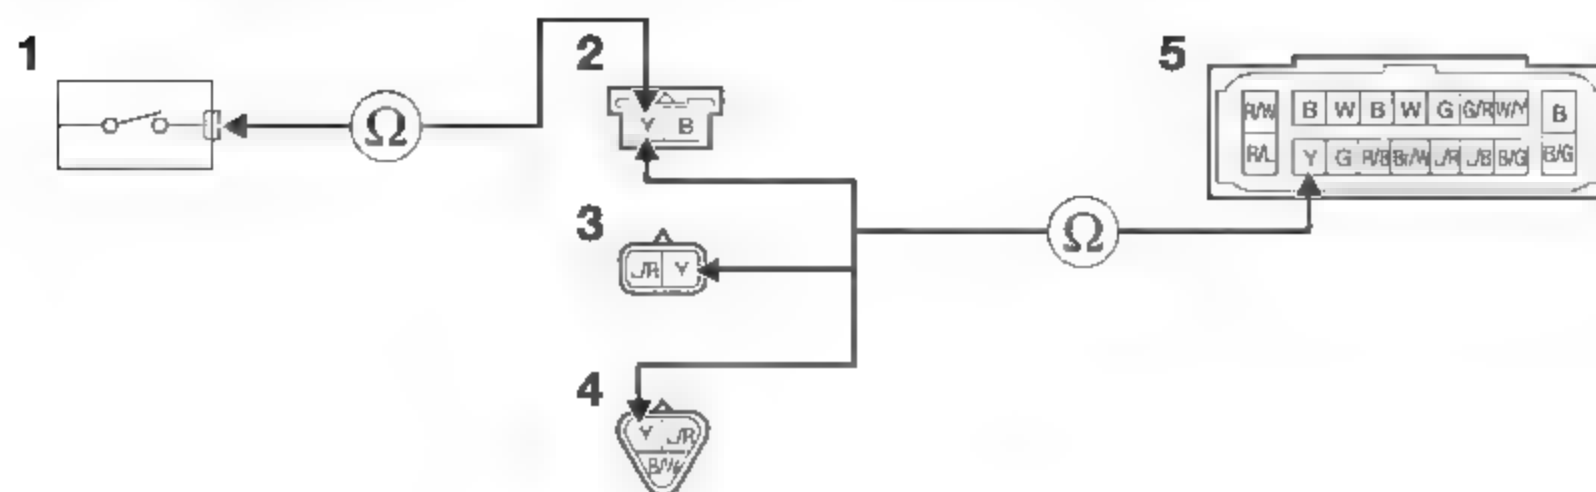 1
2
5
Ω
Y B
R/W B W B W G G/R W/Y B
R/L Y G R/B Br/W L/R L/B B/G B/G
3
Ω
L/R Y
4
Y L/R
B/W